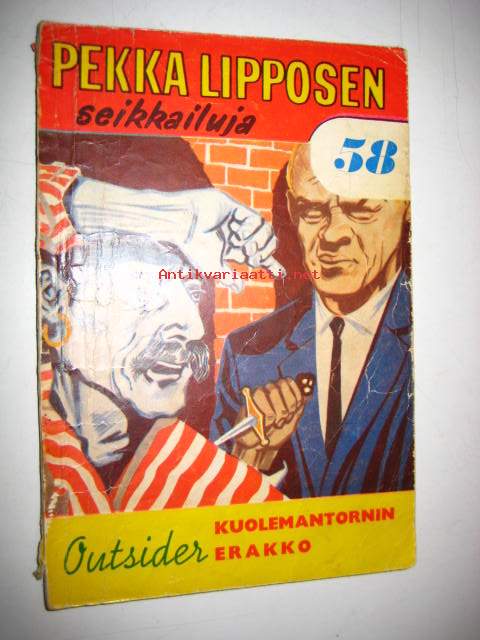 PEKKA LIPPOSEN
seikkailuja
58
Antikvariaatti.net
Outsider
KUOLEMANTORNIN
ERAKKO